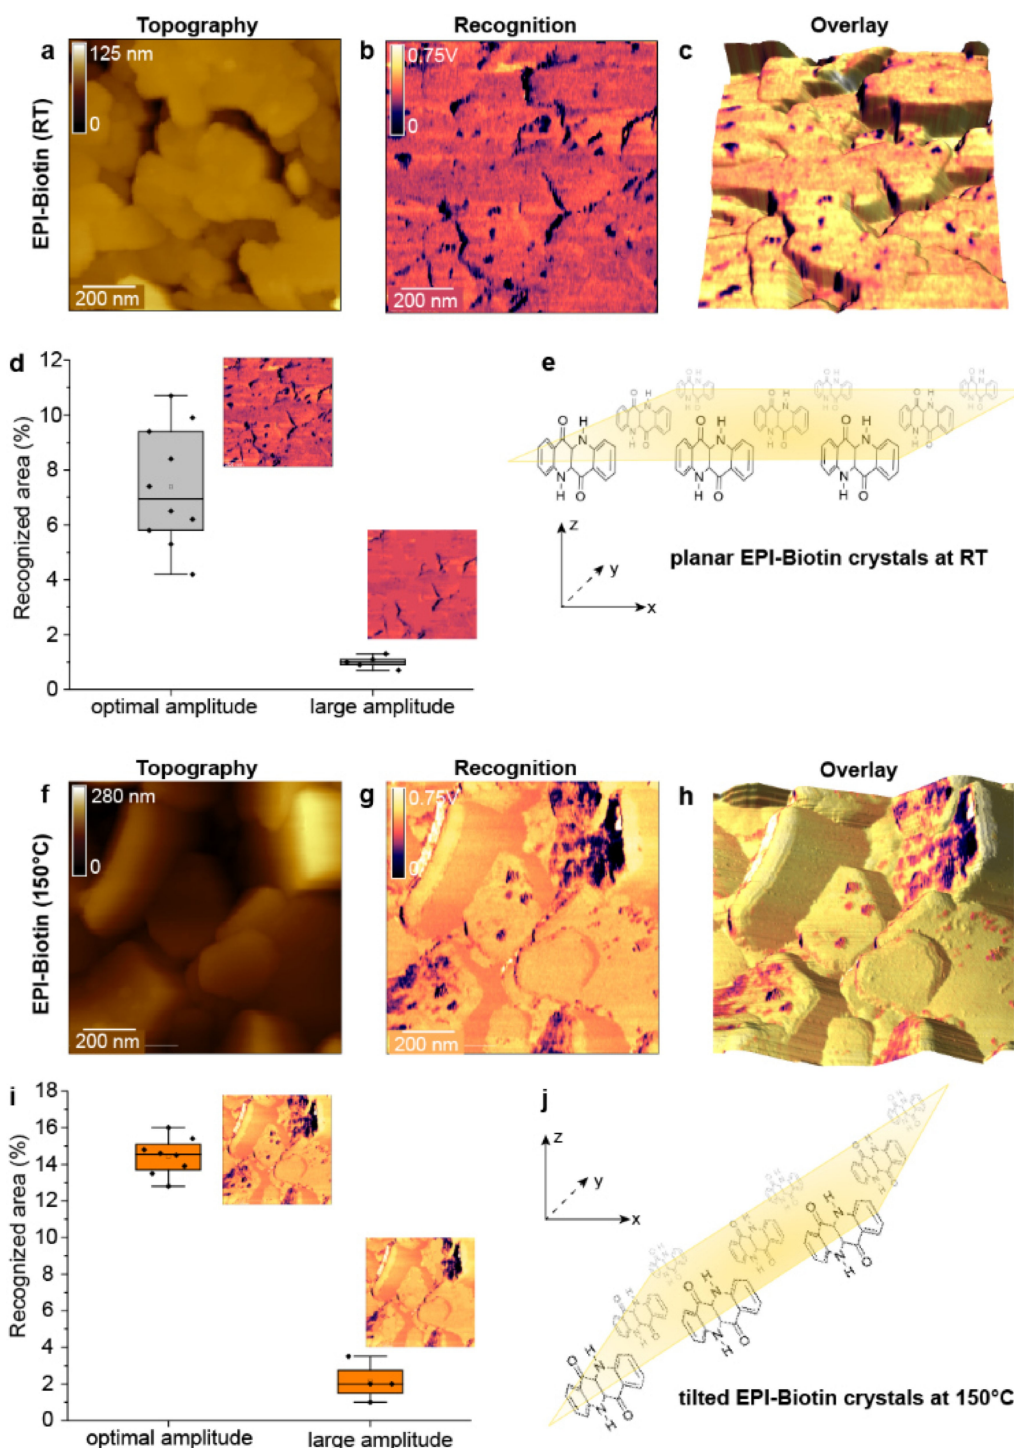 Topography Recognition Overlay
a b c
125 nm 0.75V
0 0
EPI-Biotin (RT)
200 nm 200 nm
d e
12
10
8
6
4
2
0
Recognized area (%)
optimal amplitude large amplitude
O H
N
N O
H
O H
N
N O
H
O H
N
N O
H
z
y
x
planar EPI-Biotin crystals at RT
Topography Recognition Overlay
f g h
280 nm 0.75V
0 0
EPI-Biotin (150°C)
200 nm 200 nm
i j
18
16
14
12
10
8
6
4
2
0
Recognized area (%)
optimal amplitude large amplitude
z
y
x
O H
N
N O
H
O H
N
N O
H
O H
N
N O
H
tilted EPI-Biotin crystals at 150°C